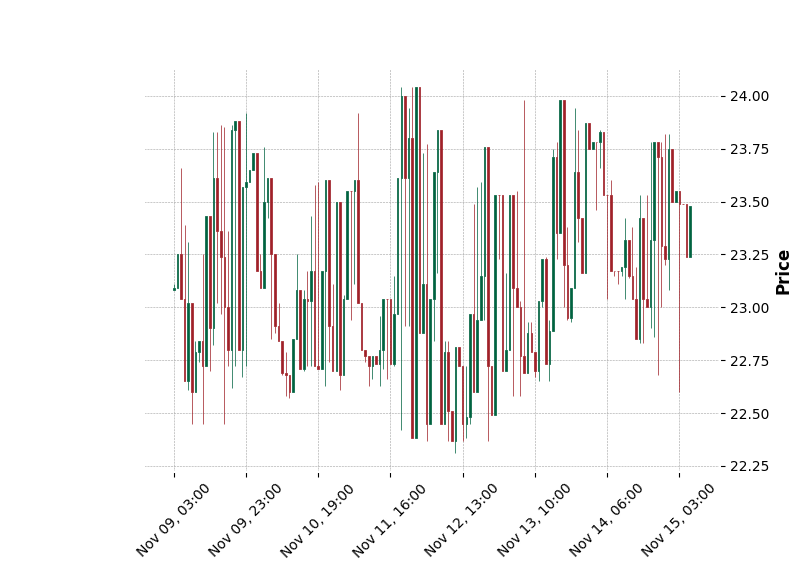 24.00
23.75
23.50
23.25
23.00
22.75
22.50
22.25
Price
Nov 09, 03:00
Nov 09, 23:00
Nov 10, 19:00
Nov 11, 16:00
Nov 12, 13:00
Nov 13, 10:00
Nov 14, 06:00
Nov 15, 03:00